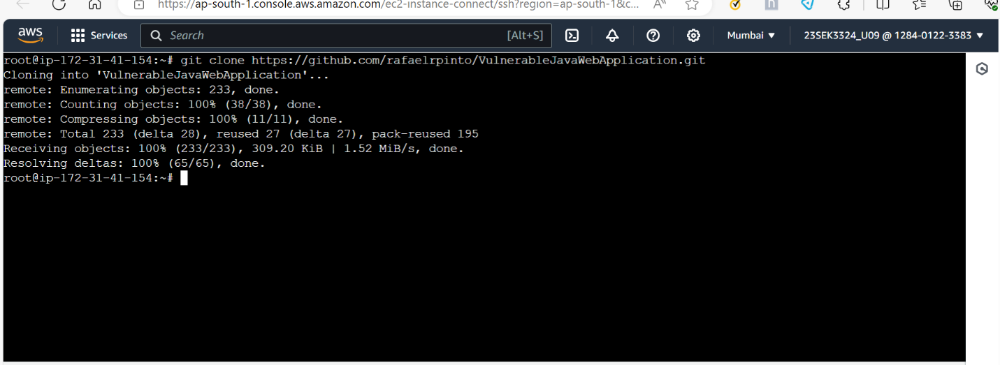 https://ap-south-1.console.aws.amazon.com/ec2-instance-connect/ssh?region=ap-south-1&c...
aws Services Search [Alt+S] Mumbai 23SEK3324_U09 @ 1284-0122-3383
root@ip-172-31-41-154:~# git clone https://github.com/rafaelrpinto/VulnerableJavaWebApplication.git
Cloning into 'VulnerableJavaWebApplication'...
remote: Enumerating objects: 233, done.
remote: Counting objects: 100% (38/38), done.
remote: Compressing objects: 100% (11/11), done.
remote: Total 233 (delta 28), reused 27 (delta 27), pack-reused 195
Receiving objects: 100% (233/233), 309.20 KiB | 1.52 MiB/s, done.
Resolving deltas: 100% (65/65), done.
root@ip-172-31-41-154:~#